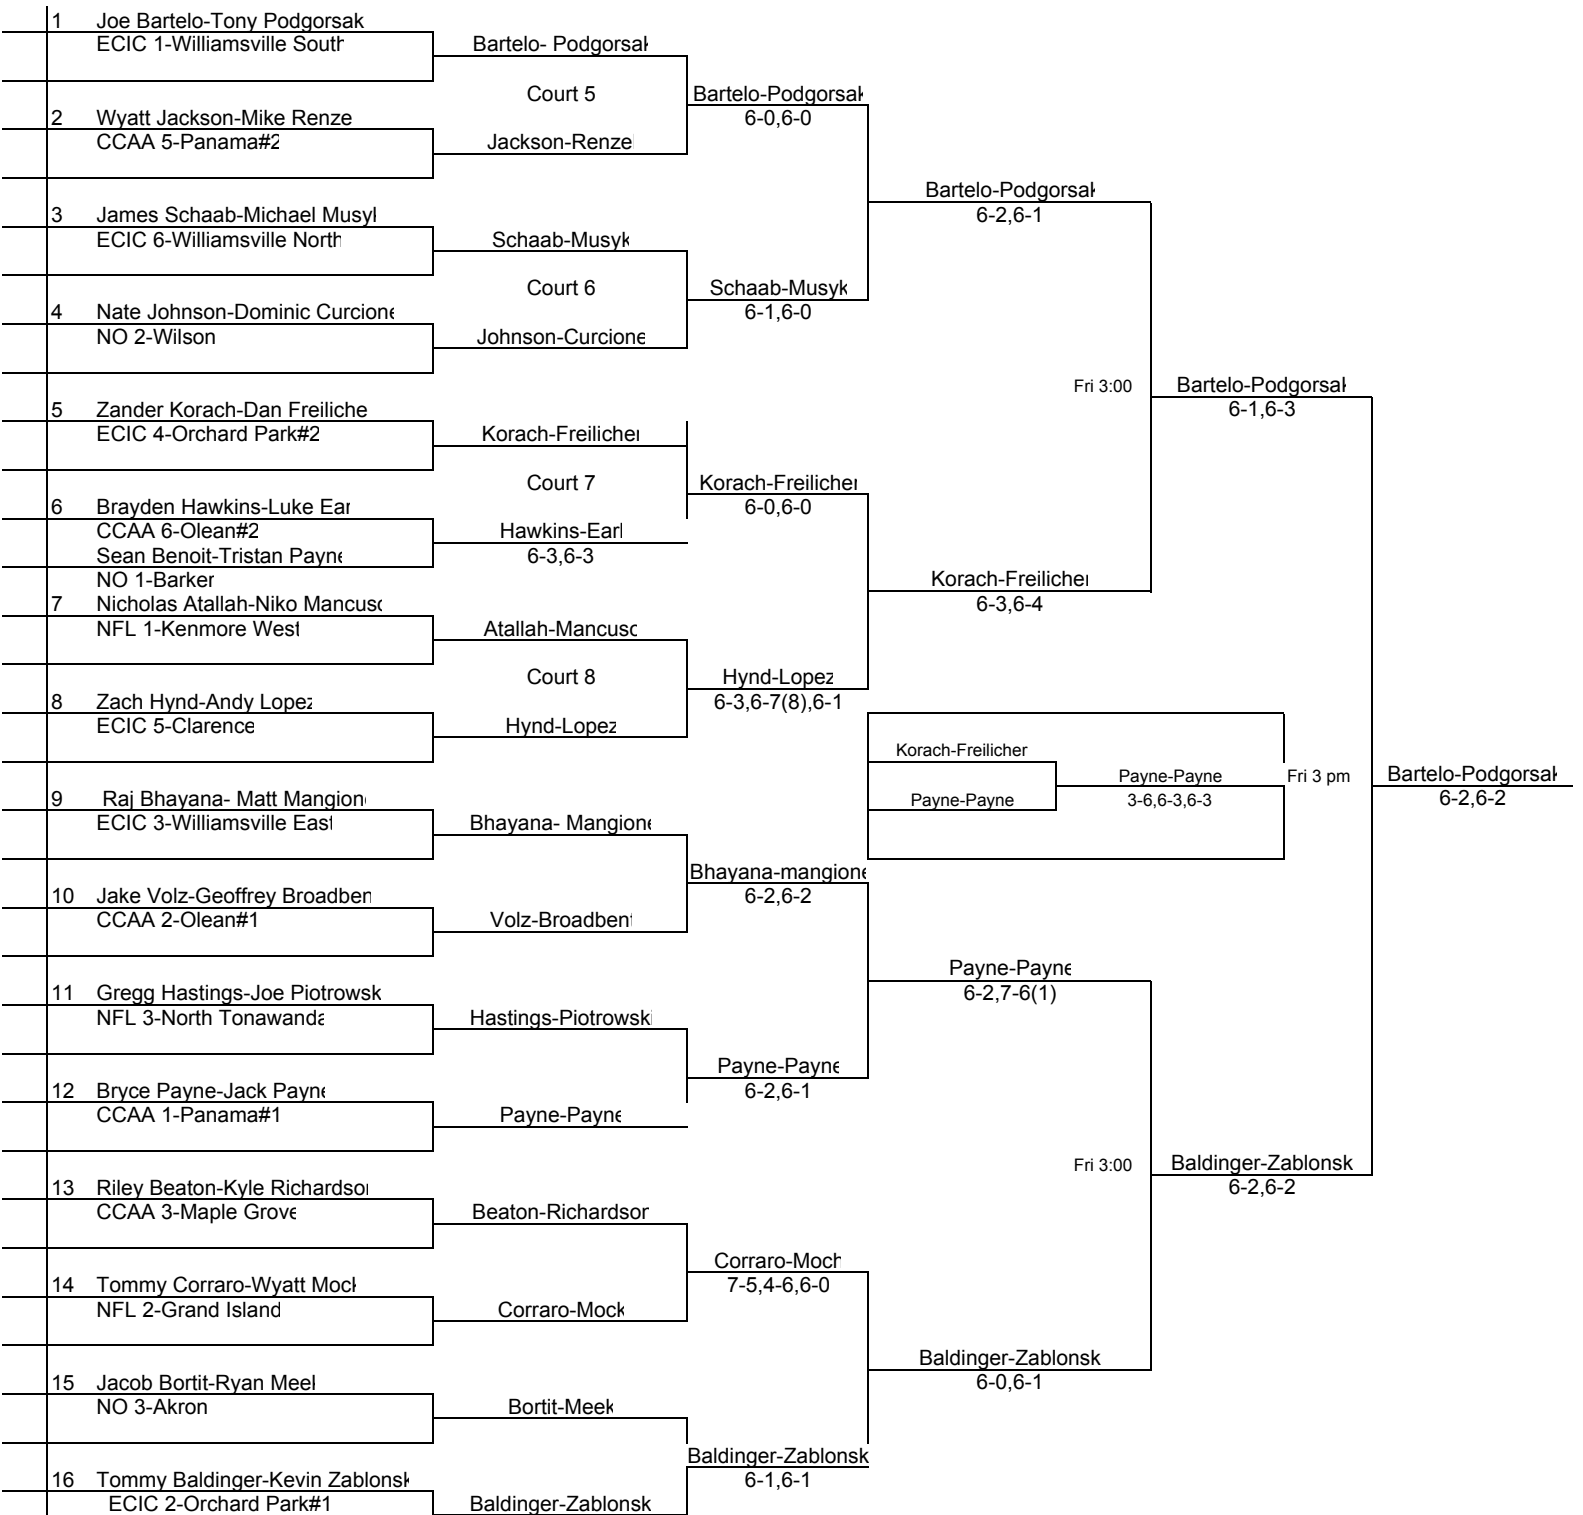 1 Joe Bartelo-Tony Podgorsak
ECIC 1-Williamsville South
Bartelo- Podgorsak
Court 5
Bartelo-Podgorsak
6-0,6-0
2 Wyatt Jackson-Mike Renze
CCAA 5-Panama#2
Jackson-Renzel
Bartelo-Podgorsak
6-2,6-1
3 James Schaab-Michael Musyk
ECIC 6-Williamsville North
Schaab-Musyk
Court 6
Schaab-Musyk
6-1,6-0
4 Nate Johnson-Dominic Curcione
NO 2-Wilson
Johnson-Curcione
Fri 3:00
Bartelo-Podgorsak
6-1,6-3
5 Zander Korach-Dan Freiliche
ECIC 4-Orchard Park#2
Korach-Freilicher
Court 7
Korach-Freilicher
6-0,6-0
6 Brayden Hawkins-Luke Earl
CCAA 6-Olean#2
Hawkins-Earl
Sean Benoit-Tristan Payne
6-3,6-3
NO 1-Barker
Korach-Freilicher
6-3,6-4
7 Nicholas Atallah-Niko Mancuso
NFL 1-Kenmore West
Atallah-Mancuso
Court 8
Hynd-Lopez
6-3,6-7(8),6-1
8 Zach Hynd-Andy Lopez
ECIC 5-Clarence
Hynd-Lopez
Korach-Freilicher
Payne-Payne
Fri 3 pm
Bartelo-Podgorsak
Payne-Payne
3-6,6-3,6-3
6-2,6-2
9 Raj Bhayana- Matt Mangione
ECIC 3-Williamsville East
Bhayana- Mangione
Bhayana-mangione
6-2,6-2
10 Jake Volz-Geoffrey Broadben
CCAA 2-Olean#1
Volz-Broadbent
Payne-Payne
6-2,7-6(1)
11 Gregg Hastings-Joe Piotrowsk
NFL 3-North Tonawanda
Hastings-Piotrowski
Payne-Payne
6-2,6-1
12 Bryce Payne-Jack Payne
CCAA 1-Panama#1
Payne-Payne
Fri 3:00
Baldinger-Zablonsk
6-2,6-2
13 Riley Beaton-Kyle Richardson
CCAA 3-Maple Grove
Beaton-Richardson
Corraro-Moch
7-5,4-6,6-0
14 Tommy Corraro-Wyatt Mock
NFL 2-Grand Island
Corraro-Mock
Baldinger-Zablonsk
6-0,6-1
15 Jacob Bortit-Ryan Meek
NO 3-Akron
Bortit-Meek
Baldinger-Zablonsk
6-1,6-1
16 Tommy Baldinger-Kevin Zablonsk
ECIC 2-Orchard Park#1
Baldinger-Zablonsk